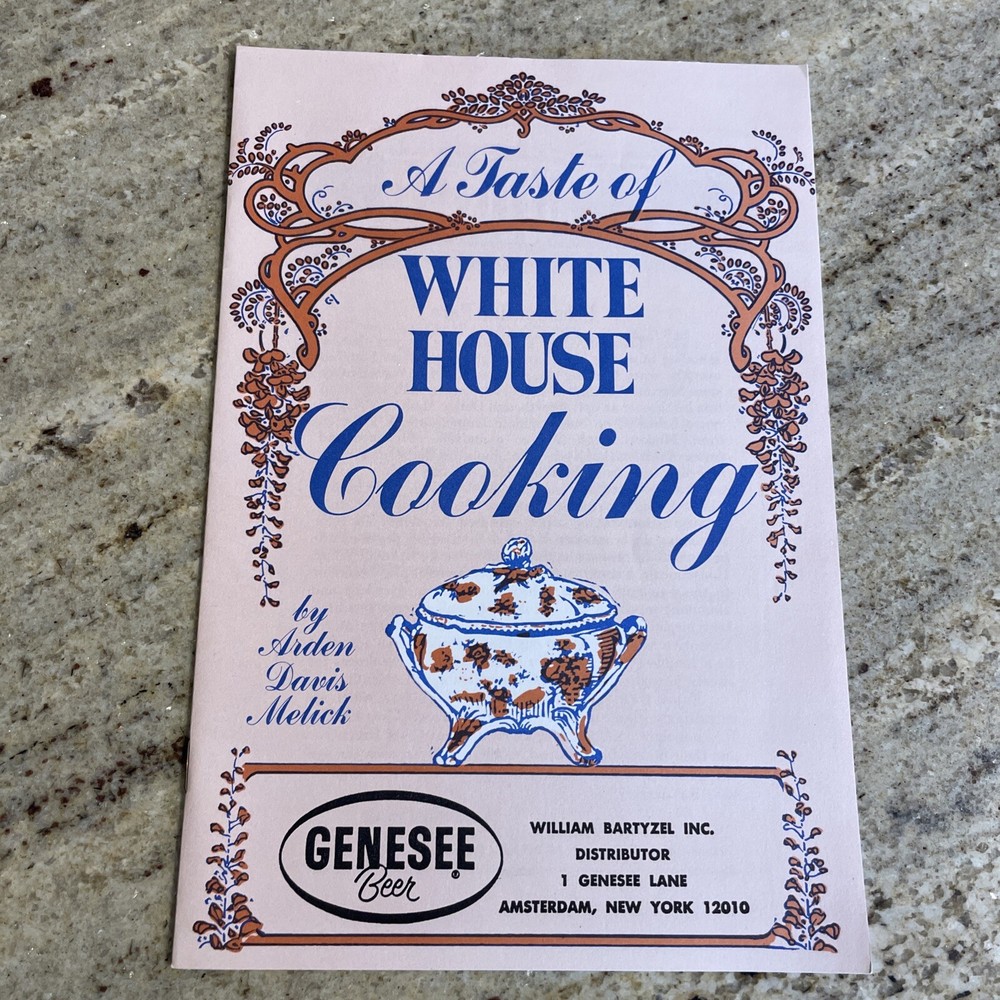 A Taste of
WHITE
HOUSE
Cooking
by
Arden
Davis
Melick
GENESEE
Beer
WILLIAM BARTYZEL INC.
DISTRIBUTOR
1 GENESEE LANE
AMSTERDAM, NEW YORK 12010